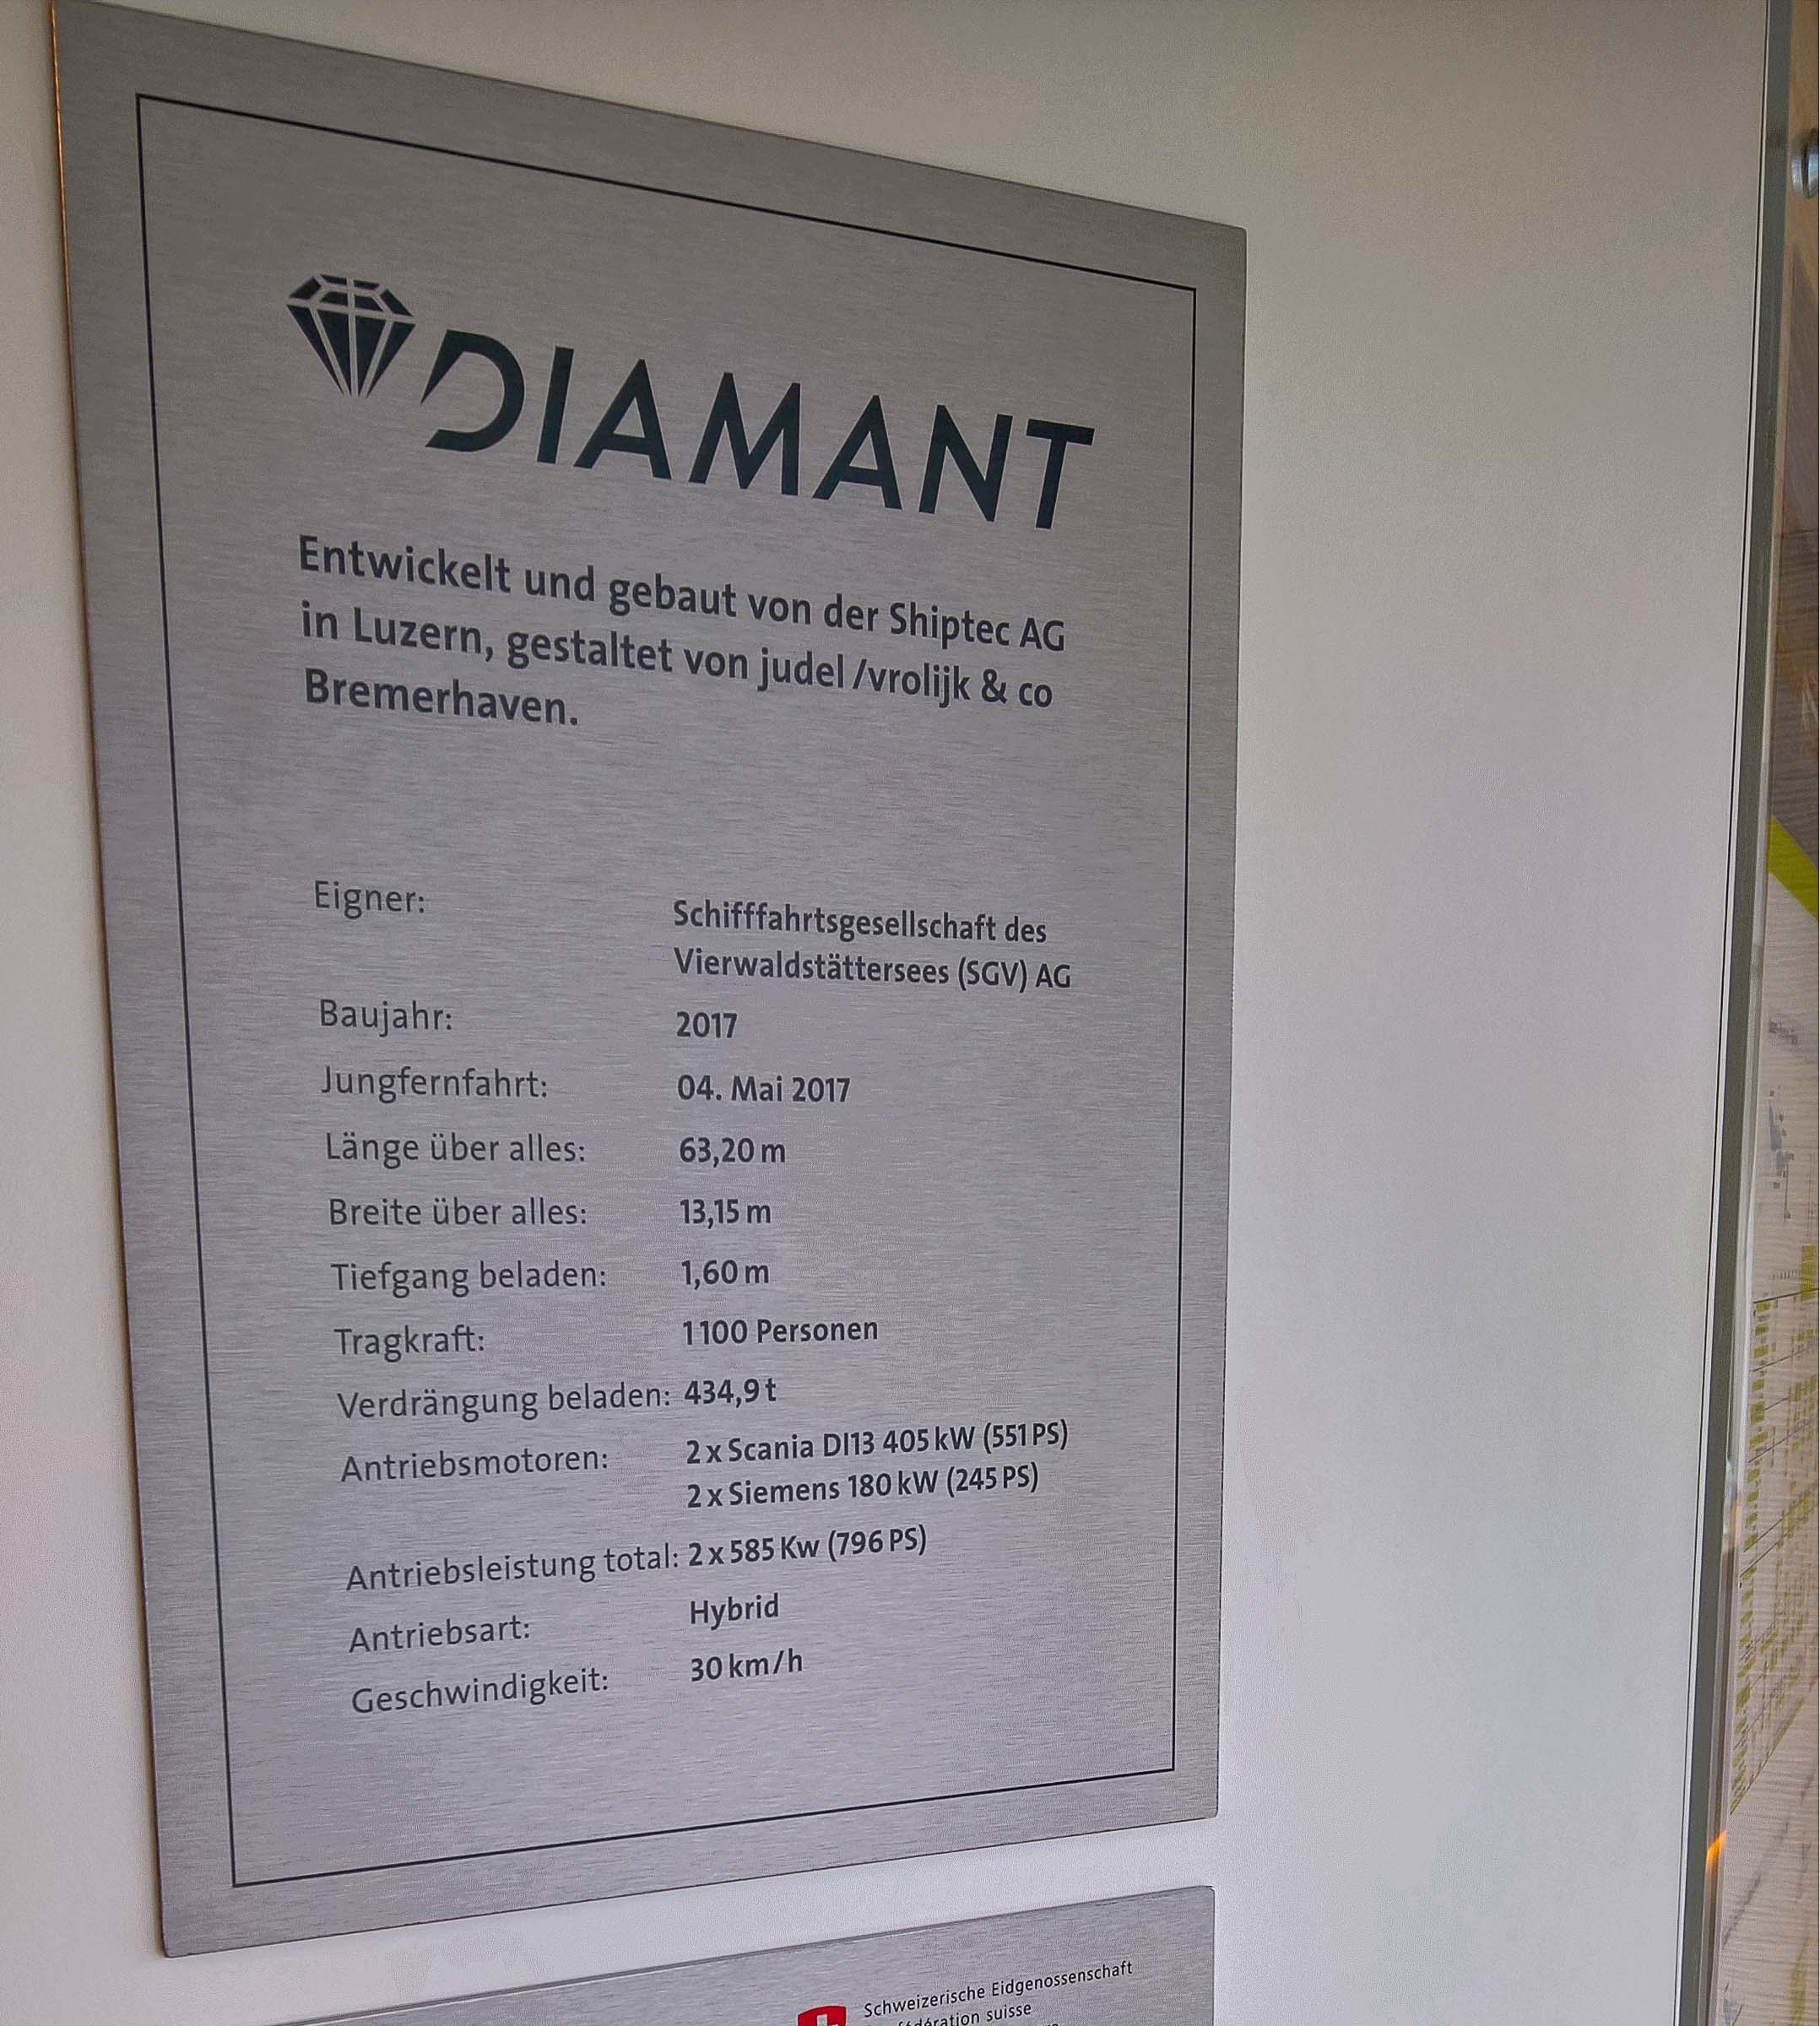 DIAMANT
Entwickelt und gebaut von der Shiptec AG
in Luzern, gestaltet von judel /vrolijk & co
Bremerhaven.
Eigner: Schifffahrtsgesellschaft des
Vierwaldstättersees (SGV) AG
Baujahr: 2017
Jungfernfahrt: 04. Mai 2017
Länge über alles: 63,20 m
Breite über alles: 13,15 m
Tiefgang beladen: 1,60 m
Tragkraft: 1100 Personen
Verdrängung beladen: 434,9 t
Antriebsmotoren: 2 x Scania DI13 405 kW (551 PS)
2 x Siemens 180 kW (245 PS)
Antriebsleistung total: 2 x 585 Kw (796 PS)
Antriebsart: Hybrid
Geschwindigkeit: 30 km/h
Schweizerische Eidgenossenschaft
suisse